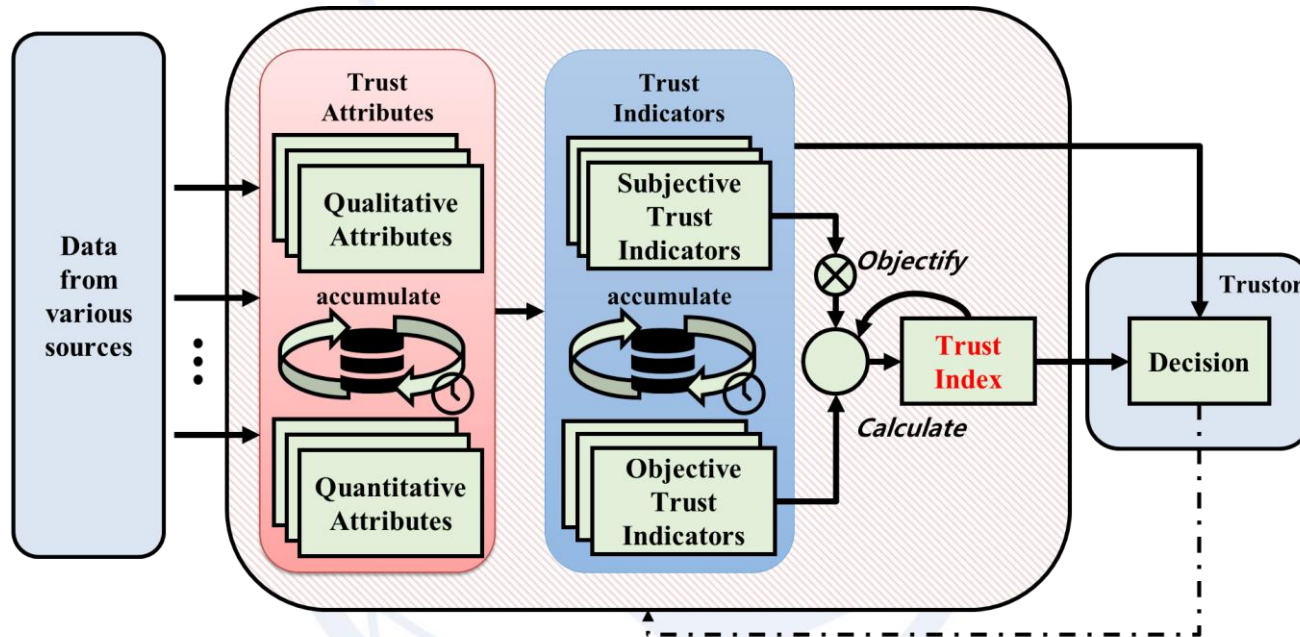 Data
from
various
sources
Trust
Attributes
Qualitative
Attributes
accumulate
Quantitative
Attributes
Trust
Indicators
Subjective
Trust
Indicators
accumulate
Objective
Trust
Indicators
Objectify
Calculate
Trust
Index
Trustor
Decision